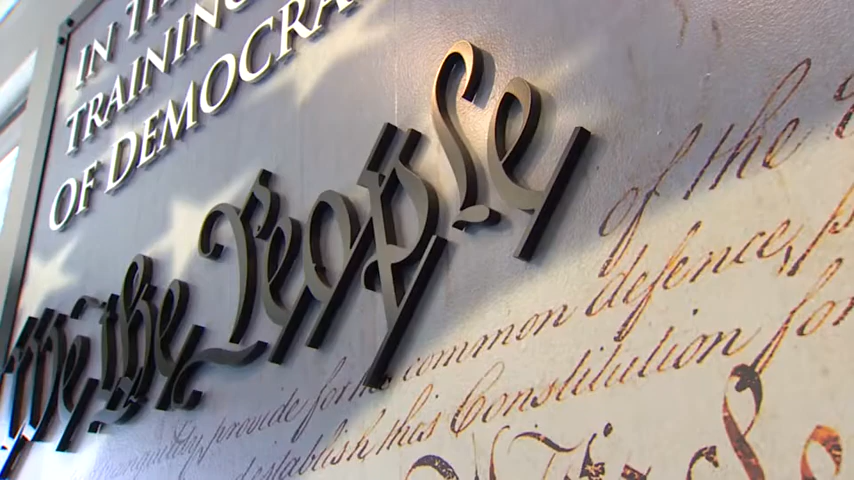 IN THE
TRAINING
OF DEMOCRA
We the People
of the
common defence,
tranquility, provide for the
establish this Constitution for